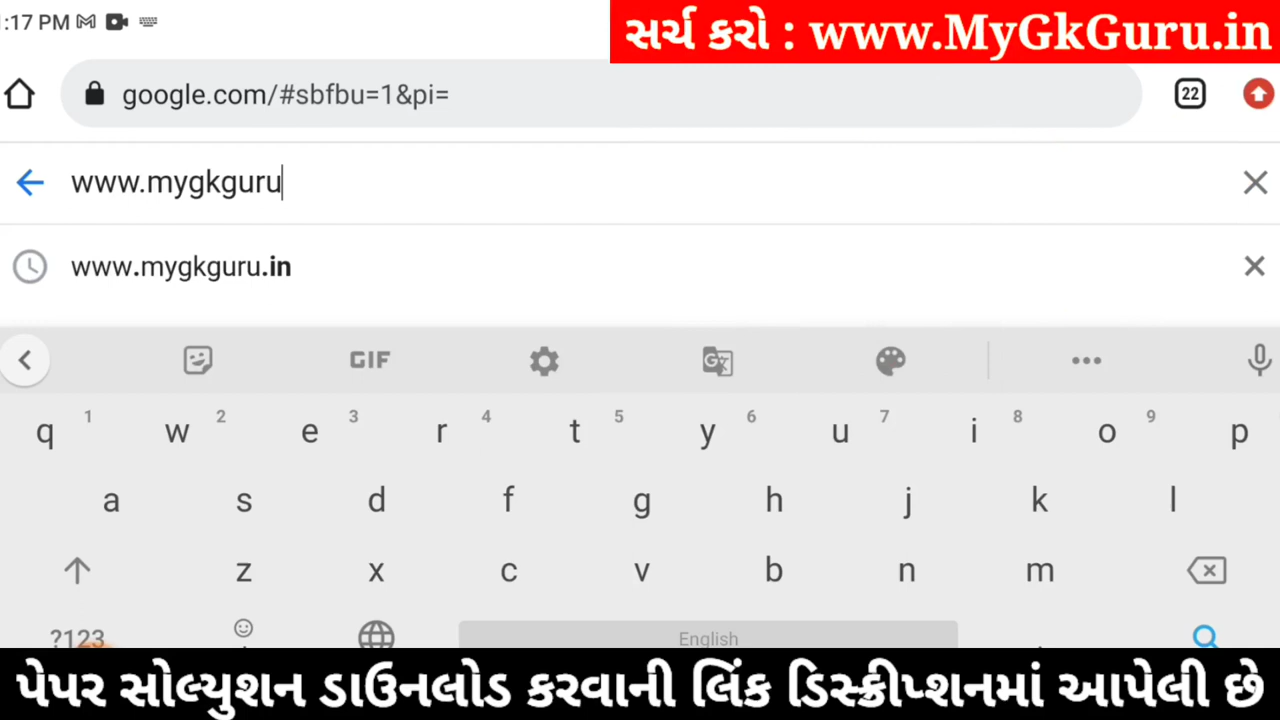 :17 PM
સર્ચ કરો : www.MyGkGuru.in
google.com/#sbfbu=1&pi=
22
www.mygkguru
www.mygkguru.in
GIF
q 1 w 2 e 3 r 4 t 5 y 6 u 7 i 8 o 9 p
a s d f g h j k l
z x c v b n m
?123 English
પેપર સોલ્યુશન ડાઉનલોડ કરવાની લિંક ડિસ્ક્રીપ્શનમાં આપેલી છે